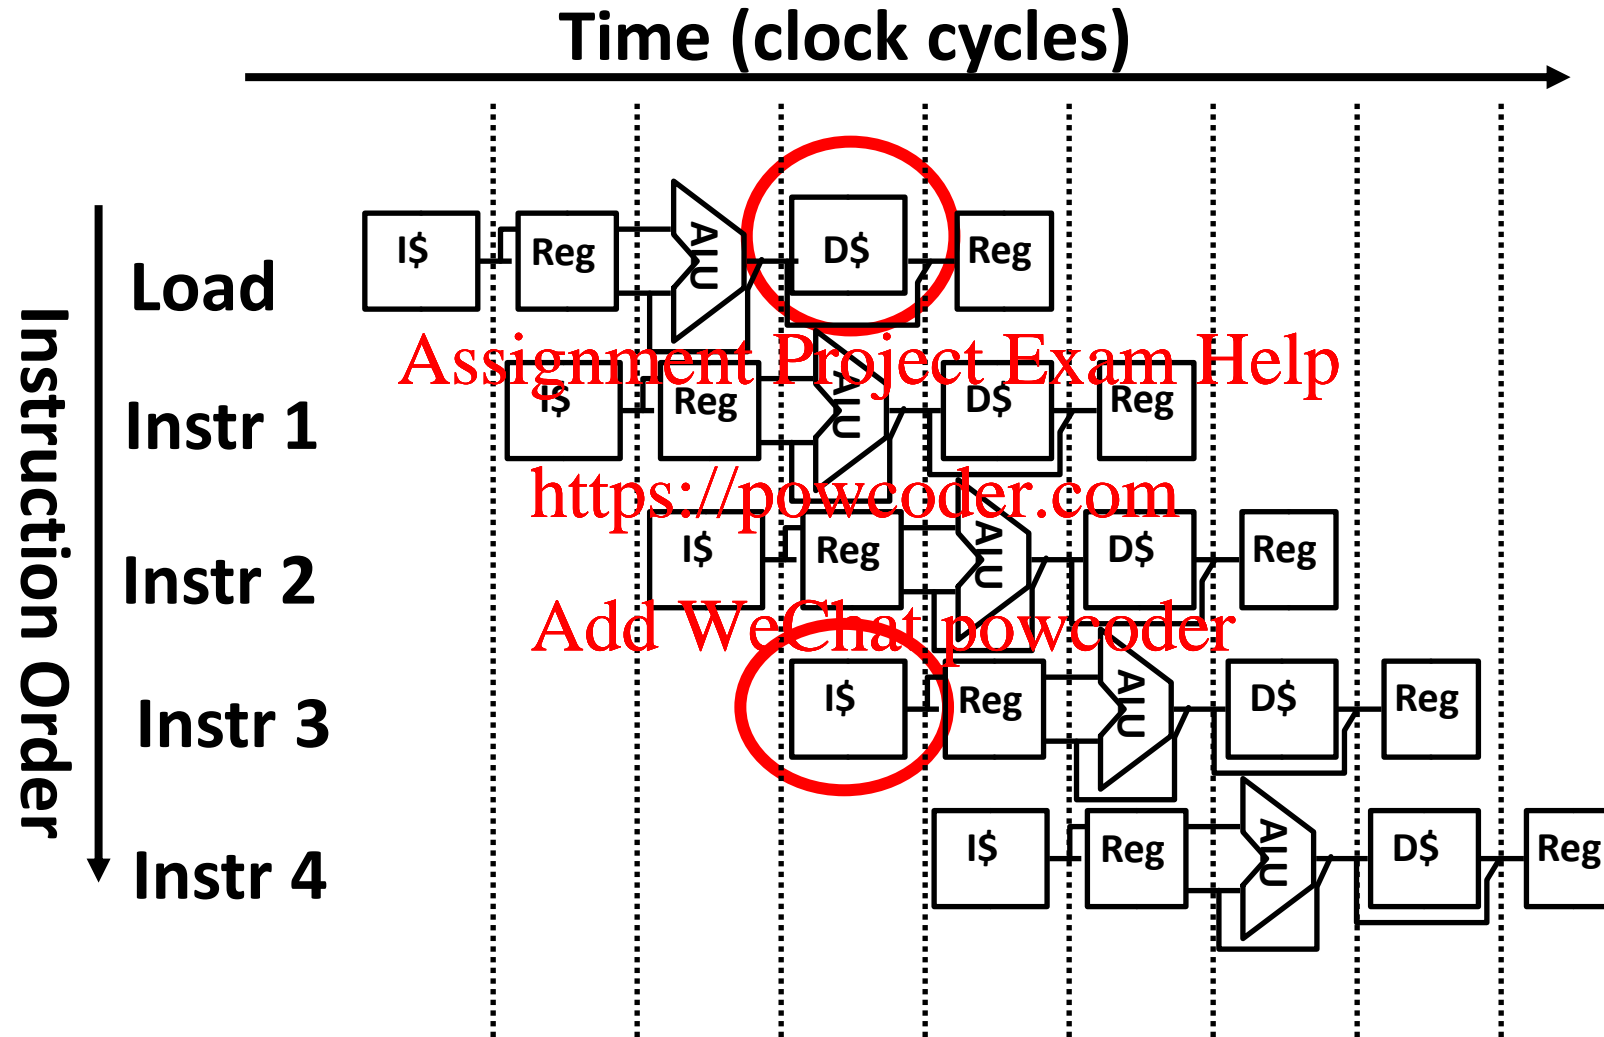 Time (clock cycles)
Instruction Order
Load
I$ Reg ALU D$ Reg
Assignment Project Exam Help
Instr 1
I$ Reg ALU D$ Reg
https://powcoder.com
Instr 2
I$ Reg ALU D$ Reg
Add WeChat powcoder
Instr 3
I$ Reg ALU D$ Reg
Instr 4
I$ Reg ALU D$ Reg